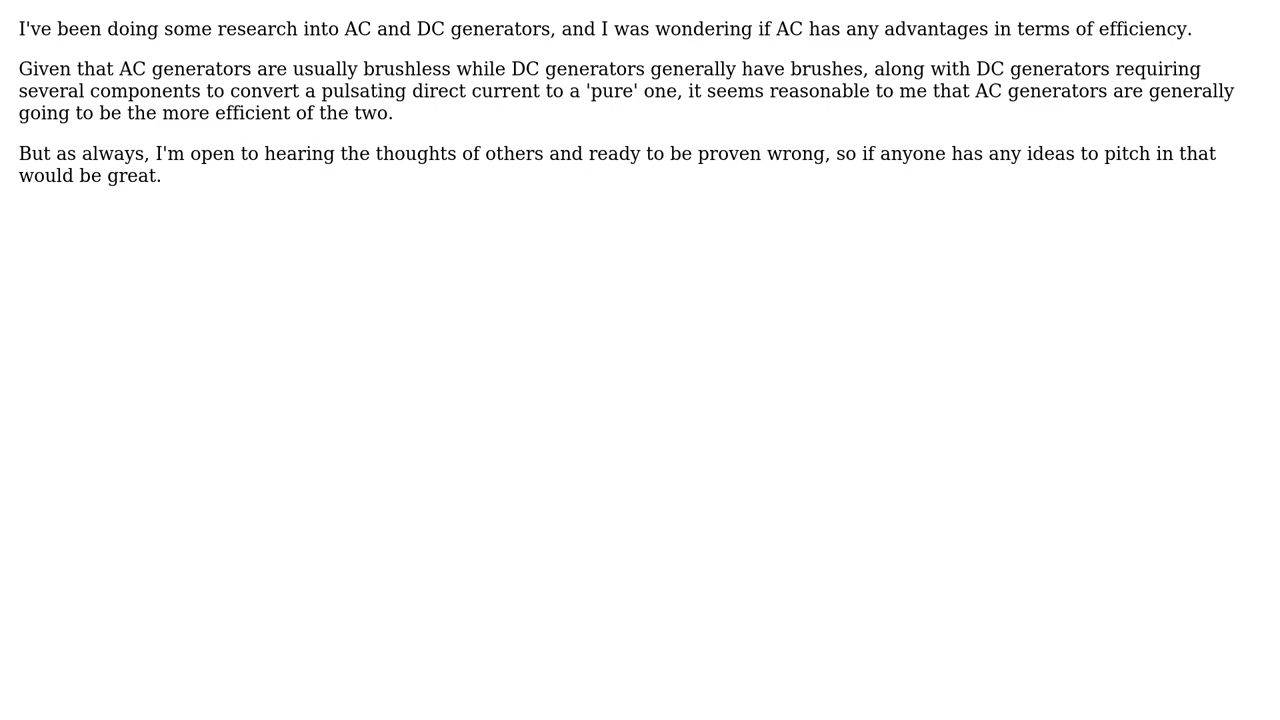 I've been doing some research into AC and DC generators, and I was wondering if AC has any advantages in terms of efficiency.
Given that AC generators are usually brushless while DC generators generally have brushes, along with DC generators requiring
several components to convert a pulsating direct current to a 'pure' one, it seems reasonable to me that AC generators are generally
going to be the more efficient of the two.
But as always, I'm open to hearing the thoughts of others and ready to be proven wrong, so if anyone has any ideas to pitch in that
would be great.